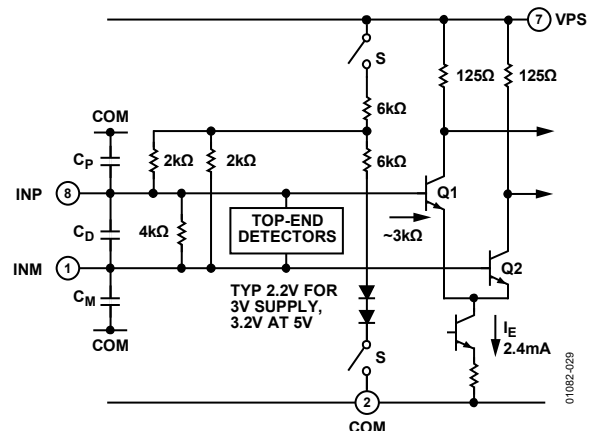 7 VPS
S
125Ω 125Ω
6kΩ
COM
CP 2kΩ 2kΩ 6kΩ
INP 8 Q1
CD 4kΩ TOP-END
DETECTORS
~3kΩ
INM 1 Q2
CM
COM
TYP 2.2V FOR
3V SUPPLY,
3.2V AT 5V
S
IE
2.4mA
2
COM
01082-029